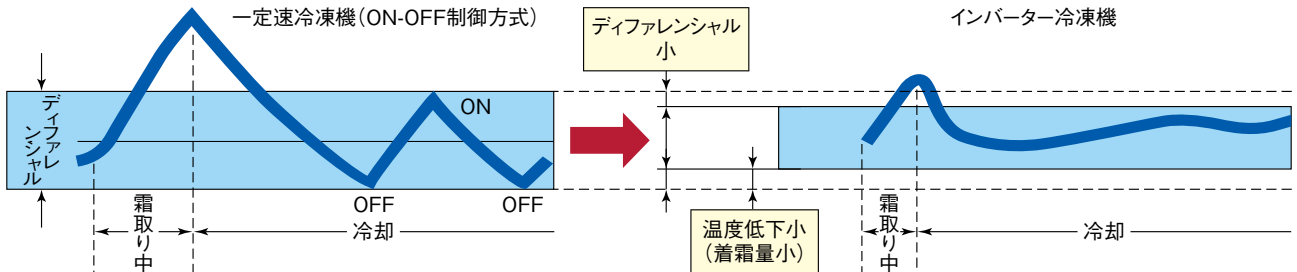 一定速冷凍機(ON-OFF制御方式)
ディファレンシャル
ON
OFF
OFF
霜取り中
冷却
ディファレンシャル
小
温度低下小
(着霜量小)
インバーター冷凍機
霜取り中
冷却